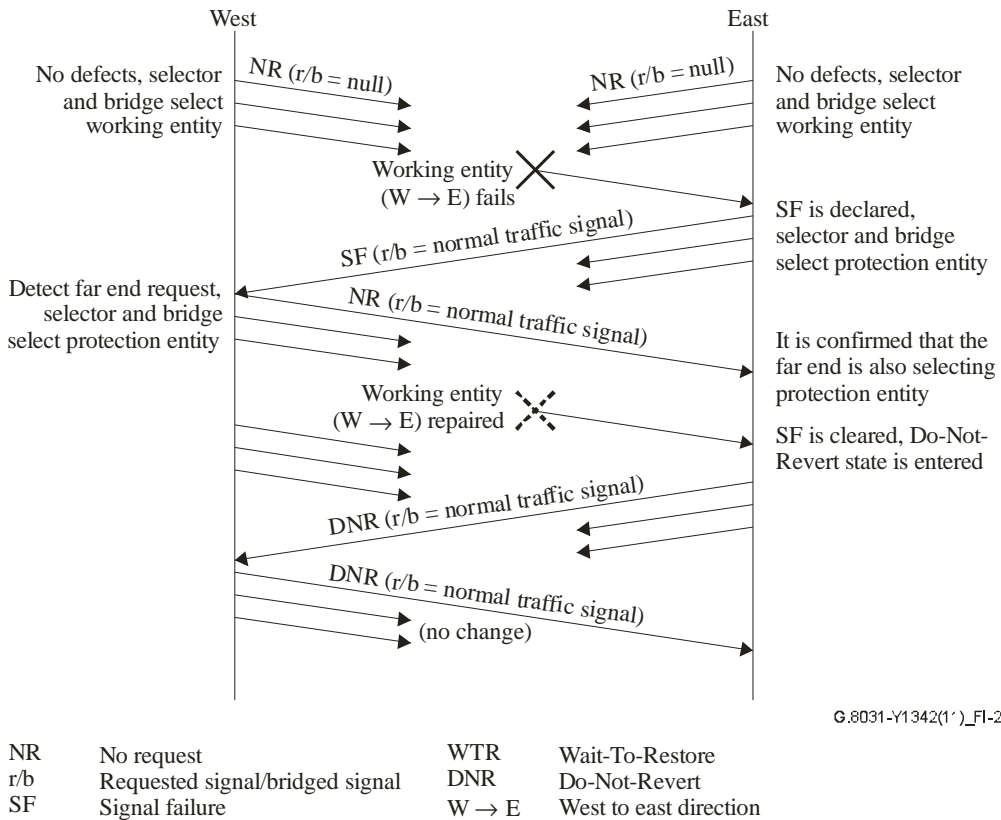 West
East
NR (r/b = null)
NR (r/b = null)
No defects, selector
and bridge select
working entity
No defects, selector
and bridge select
working entity
Working entity
(W → E) fails
SF is declared,
selector and bridge
select protection entity
SF (r/b = normal traffic signal)
Detect far end request,
selector and bridge
select protection entity
NR (r/b = normal traffic signal)
It is confirmed that the
far end is also selecting
protection entity
Working entity
(W → E) repaired
SF is cleared, Do-Not-
Revert state is entered
DNR (r/b = normal traffic signal)
DNR (r/b = normal traffic signal)
(no change)
G.8031-Y1342(11)_FI-2
NR No request
WTR Wait-To-Restore
r/b Requested signal/bridged signal
DNR Do-Not-Revert
SF Signal failure
W → E West to east direction